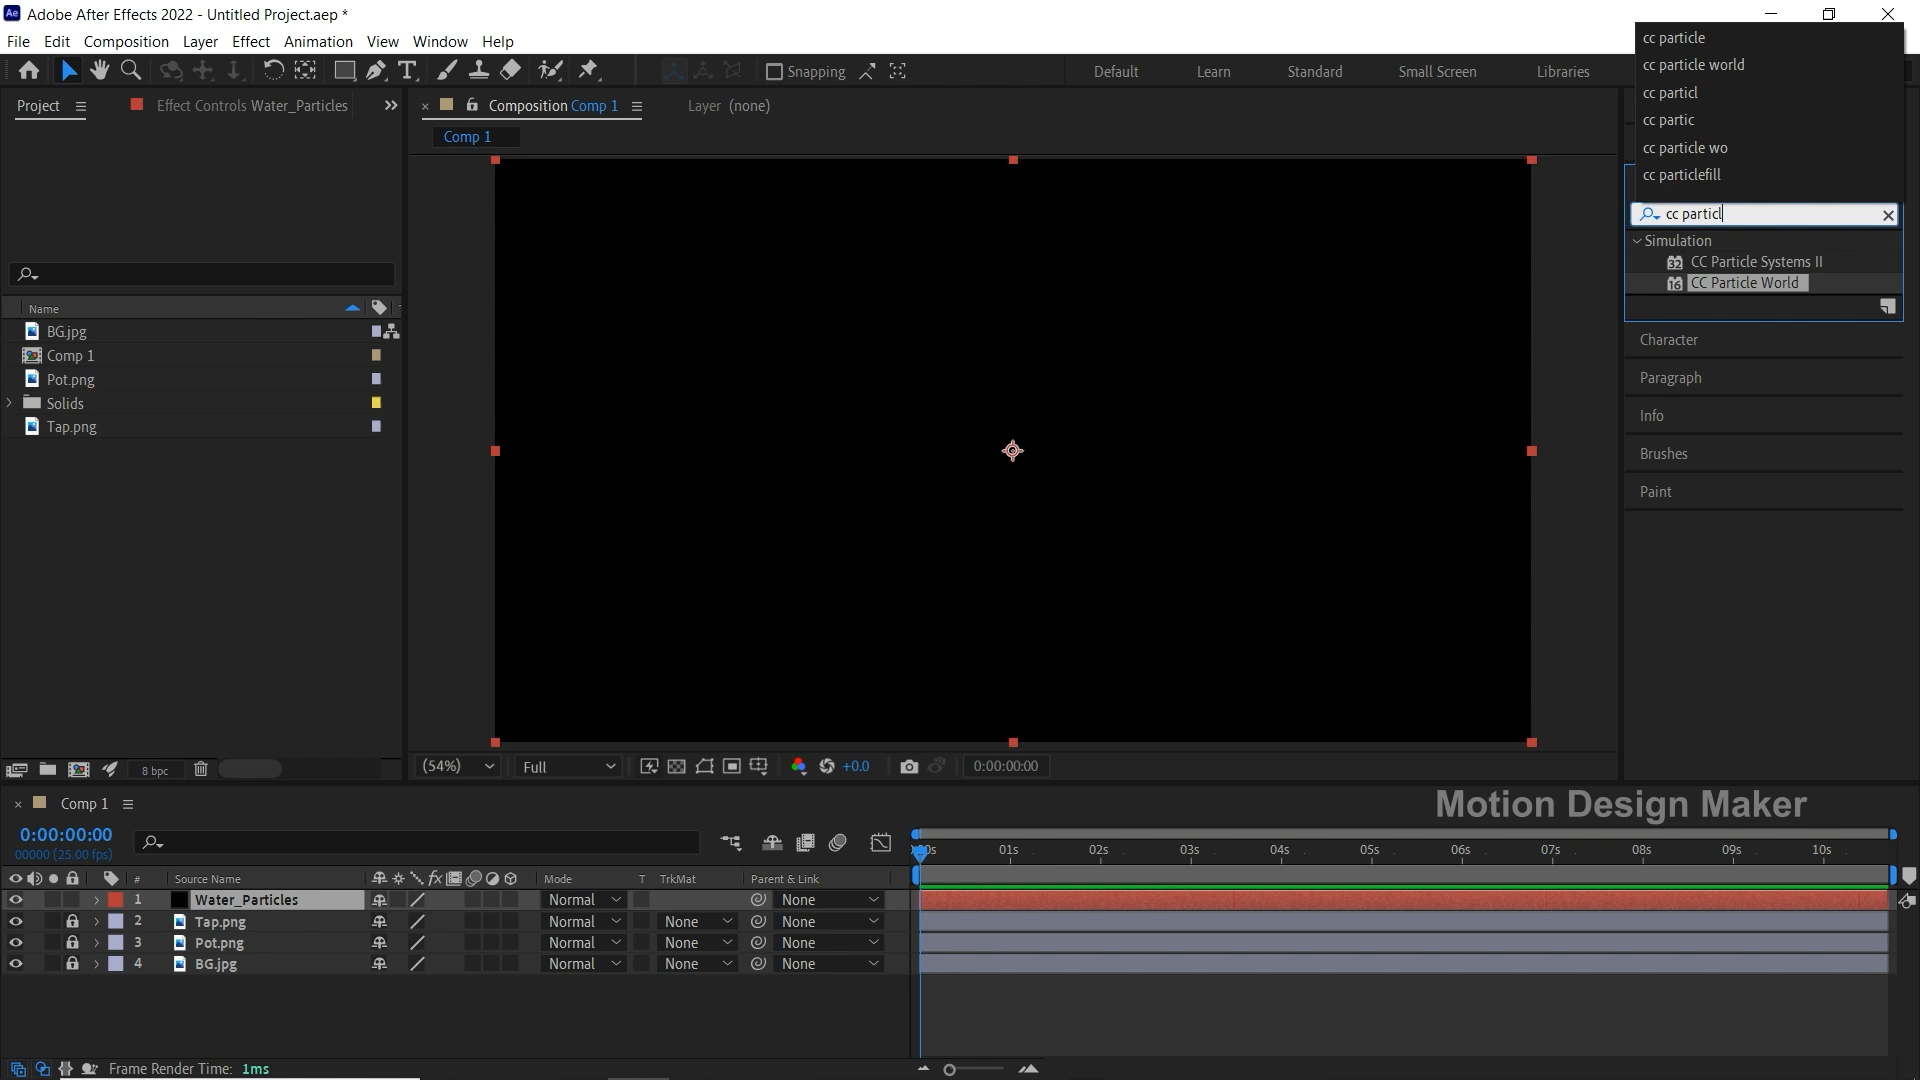 Ae Adobe After Effects 2022 - Untitled Project.aep *
File Edit Composition Layer Effect Animation View Window Help
Snapping Default Learn Standard Small Screen Libraries
cc particle
cc particle world
cc particl
cc partic
cc particle wo
cc particlefill
cc particl
Simulation
32 CC Particle Systems II
16 CC Particle World
Character
Paragraph
Info
Brushes
Paint
Project Effect Controls Water_Particles
Composition Comp 1 Layer (none)
Comp 1
Name
BG.jpg
Comp 1
Pot.png
Solids
Tap.png
8 bpc
(54%) Full +0.0 0:00:00:00
Comp 1
Motion Design Maker
0:00:00:00
00000 (25.00 fps)
01s 02s 03s 04s 05s 06s 07s 08s 09s 10s
# Source Name fx Mode T TrkMat Parent & Link
1 Water_Particles Normal None
2 Tap.png Normal None None
3 Pot.png Normal None None
4 BG.jpg Normal None None
Frame Render Time: 1ms